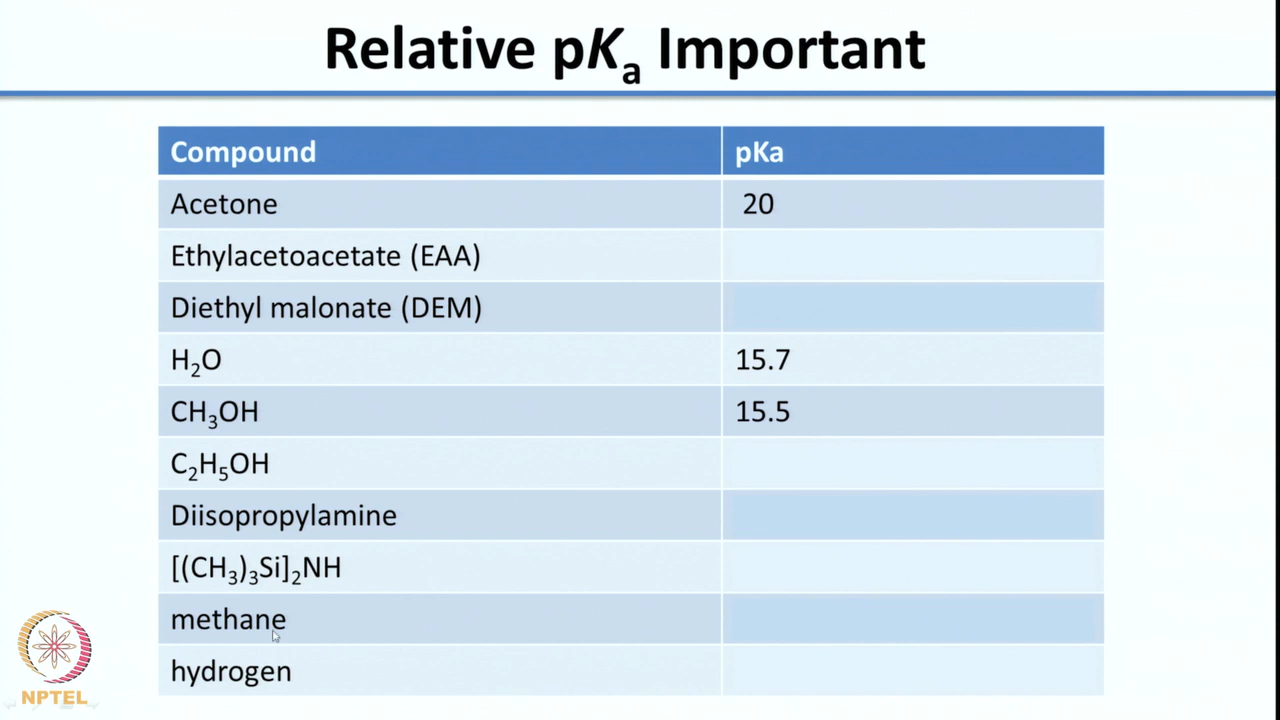 Relative pKa Important
Compound pKa
Acetone 20
Ethylacetoacetate (EAA)
Diethyl malonate (DEM)
H2O 15.7
CH3OH 15.5
C2H5OH
Diisopropylamine
[(CH3)3Si]2NH
methane
hydrogen
NPTEL